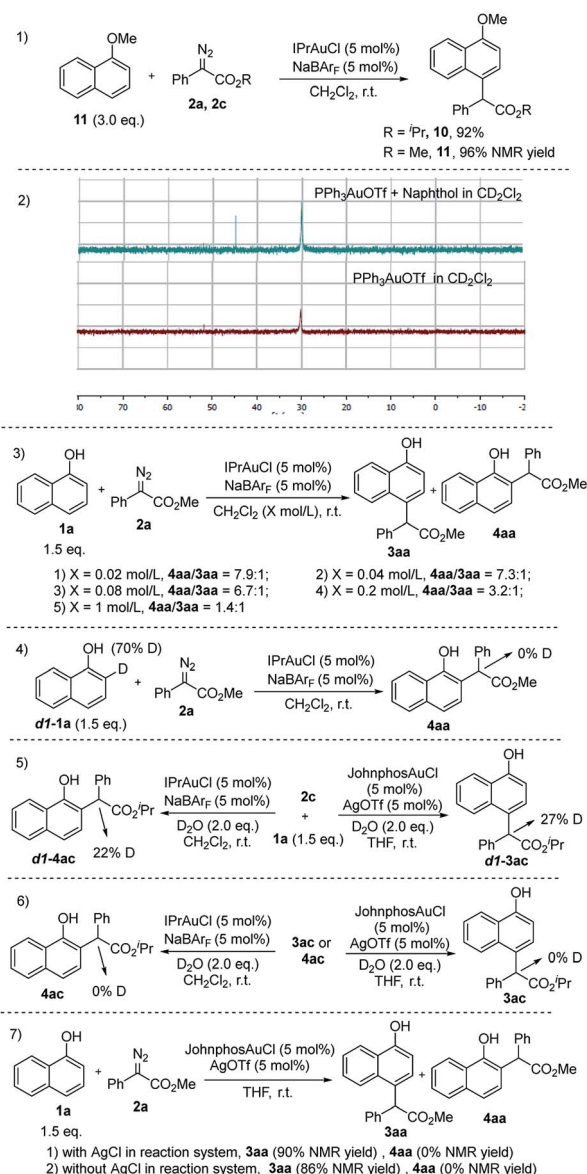 1)
OMe
11 (3.0 eq.)
+
N2
Ph CO2R
2a, 2c
IPrAuCl (5 mol%)
NaBArF (5 mol%)
CH2Cl2, r.t.
OMe
Ph CO2R
R = iPr, 10, 92%
R = Me, 11, 96% NMR yield
2)
PPh3AuOTf + Naphthol in CD2Cl2
PPh3AuOTf in CD2Cl2
30 70 60 50 40 30 20 10 0 -10 -2
3)
OH
1a
1.5 eq.
+
N2
Ph CO2Me
2a
IPrAuCl (5 mol%)
NaBArF (5 mol%)
CH2Cl2 (X mol/L), r.t.
OH
Ph CO2Me
3aa
+
OH Ph
CO2Me
4aa
1) X = 0.02 mol/L, 4aa/3aa = 7.9:1; 2) X = 0.04 mol/L, 4aa/3aa = 7.3:1;
3) X = 0.08 mol/L, 4aa/3aa = 6.7:1; 4) X = 0.2 mol/L, 4aa/3aa = 3.2:1;
5) X = 1 mol/L, 4aa/3aa = 1.4:1
4)
OH (70% D)
D
d1-1a (1.5 eq.)
+
N2
Ph CO2Me
2a
IPrAuCl (5 mol%)
NaBArF (5 mol%)
CH2Cl2, r.t.
OH Ph 0% D
CO2Me
4aa
5)
OH Ph
CO2iPr
22% D
d1-4ac
IPrAuCl (5 mol%)
NaBArF (5 mol%)
D2O (2.0 eq.)
CH2Cl2, r.t.
2c
+
1a (1.5 eq.)
JohnphosAuCl
(5 mol%)
AgOTf (5 mol%)
D2O (2.0 eq.)
THF, r.t.
OH
27% D
Ph CO2iPr
d1-3ac
6)
OH Ph
CO2iPr
0% D
4ac
IPrAuCl (5 mol%)
NaBArF (5 mol%)
D2O (2.0 eq.)
CH2Cl2, r.t.
3ac or
4ac
JohnphosAuCl
(5 mol%)
AgOTf (5 mol%)
D2O (2.0 eq.)
THF, r.t.
OH
0% D
Ph CO2iPr
3ac
7)
OH
1a
1.5 eq.
+
N2
Ph CO2Me
2a
JohnphosAuCl (5 mol%)
AgOTf (5 mol%)
THF, r.t.
OH
Ph CO2Me
3aa
+
OH Ph
CO2Me
4aa
1) with AgCl in reaction system, 3aa (90% NMR yield) , 4aa (0% NMR yield)
2) without AgCl in reaction system, 3aa (86% NMR yield) , 4aa (0% NMR yield)